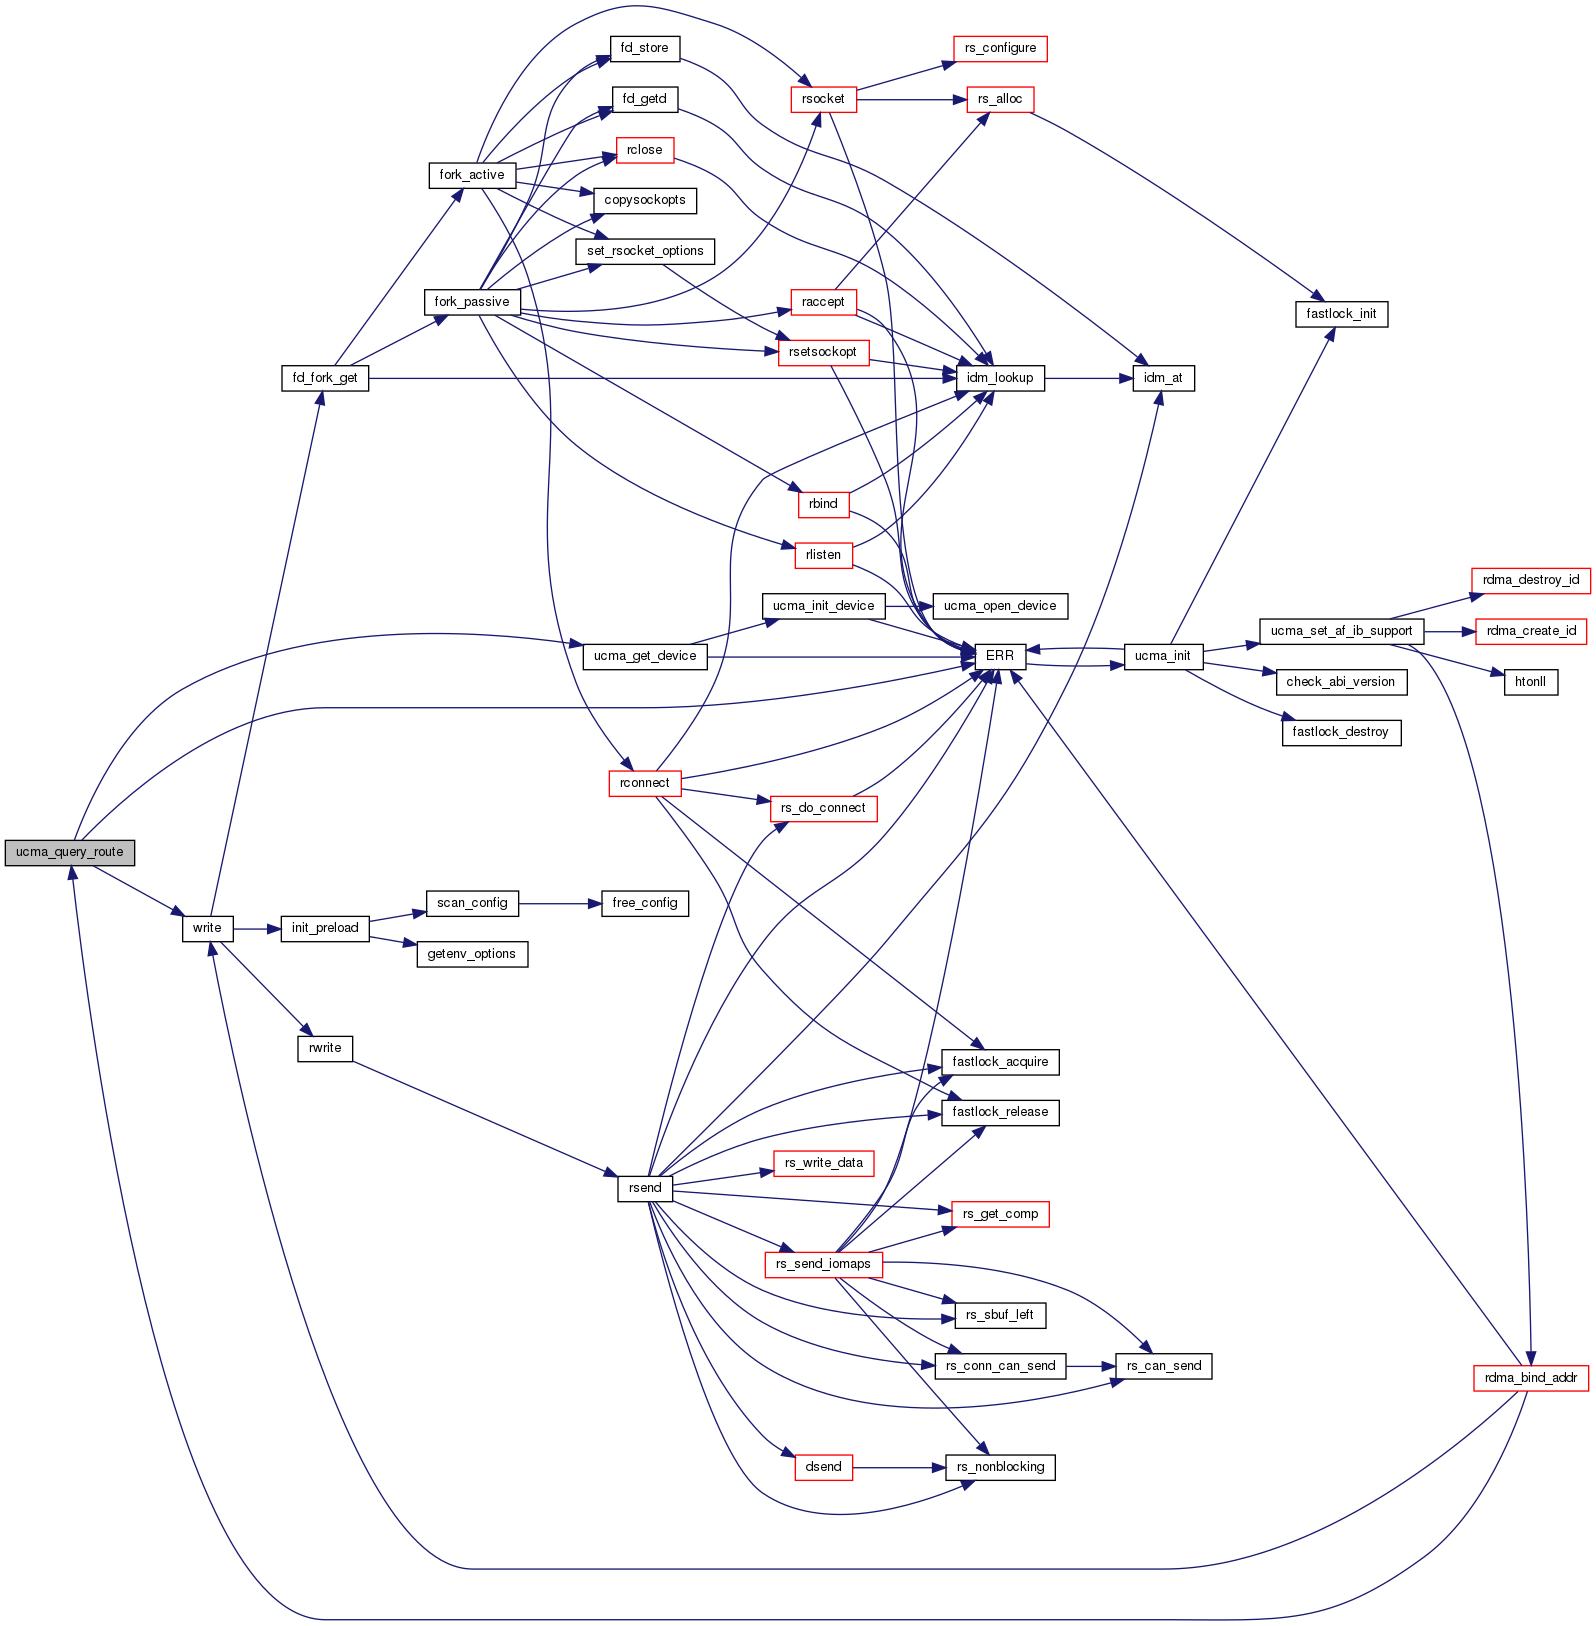 fd_store
rs_configure
fd_getd
rsocket
rs_alloc
rclose
fork_active
copysockopts
set_rsocket_options
fork_passive
raccept
fastlock_init
rsetsockopt
fd_fork_get
idm_lookup
idm_at
rbind
rlisten
rdma_destroy_id
ucma_init_device
ucma_open_device
ucma_set_af_ib_support
rdma_create_id
ucma_get_device
ERR
ucma_init
check_abi_version
htonll
fastlock_destroy
rconnect
rs_do_connect
ucma_query_route
scan_config
free_config
write
init_preload
getenv_options
rwrite
fastlock_acquire
fastlock_release
rs_write_data
rsend
rs_get_comp
rs_send_iomaps
rs_sbuf_left
rs_conn_can_send
rs_can_send
rdma_bind_addr
dsend
rs_nonblocking